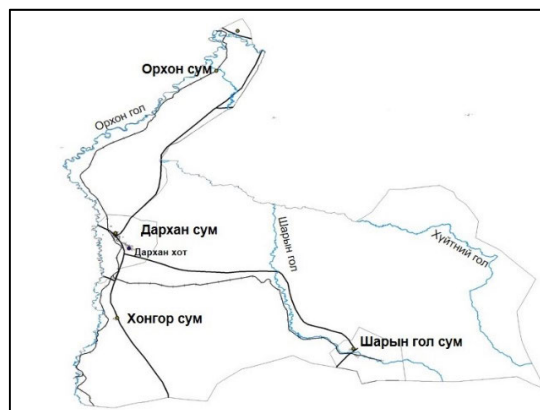 Орхон сум
Орхон гол
Дархан сум
Дархан хот
Шарын гол
Хүйтний гол
Хонгор сум
Шарын гол сум